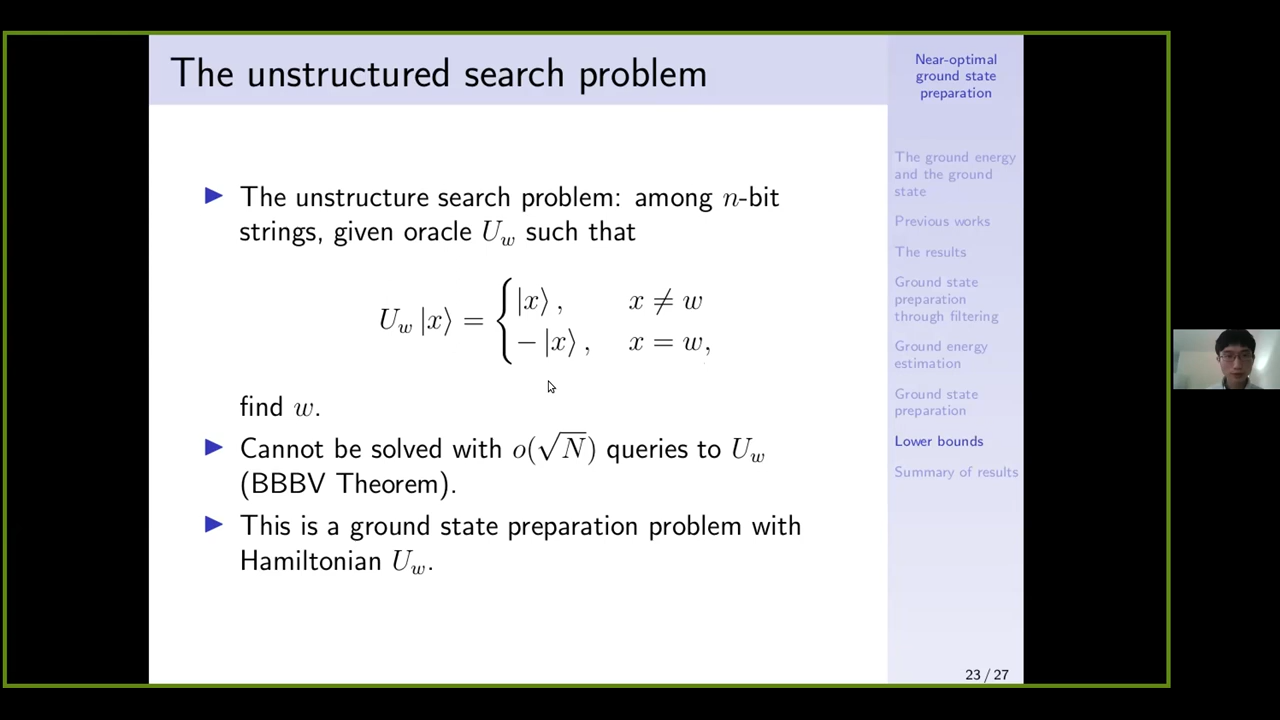 The unstructured search problem
▶ The unstructure search problem: among n-bit
strings, given oracle U_w such that
U_w |x⟩ = { |x⟩ , x ≠ w
− |x⟩ , x = w,
find w.
▶ Cannot be solved with o(√N) queries to U_w
(BBBV Theorem).
▶ This is a ground state preparation problem with
Hamiltonian U_w.
Near-optimal
ground state
preparation
The ground energy
and the ground
state
Previous works
The results
Ground state
preparation
through filtering
Ground energy
estimation
Ground state
preparation
Lower bounds
Summary of results
23 / 27